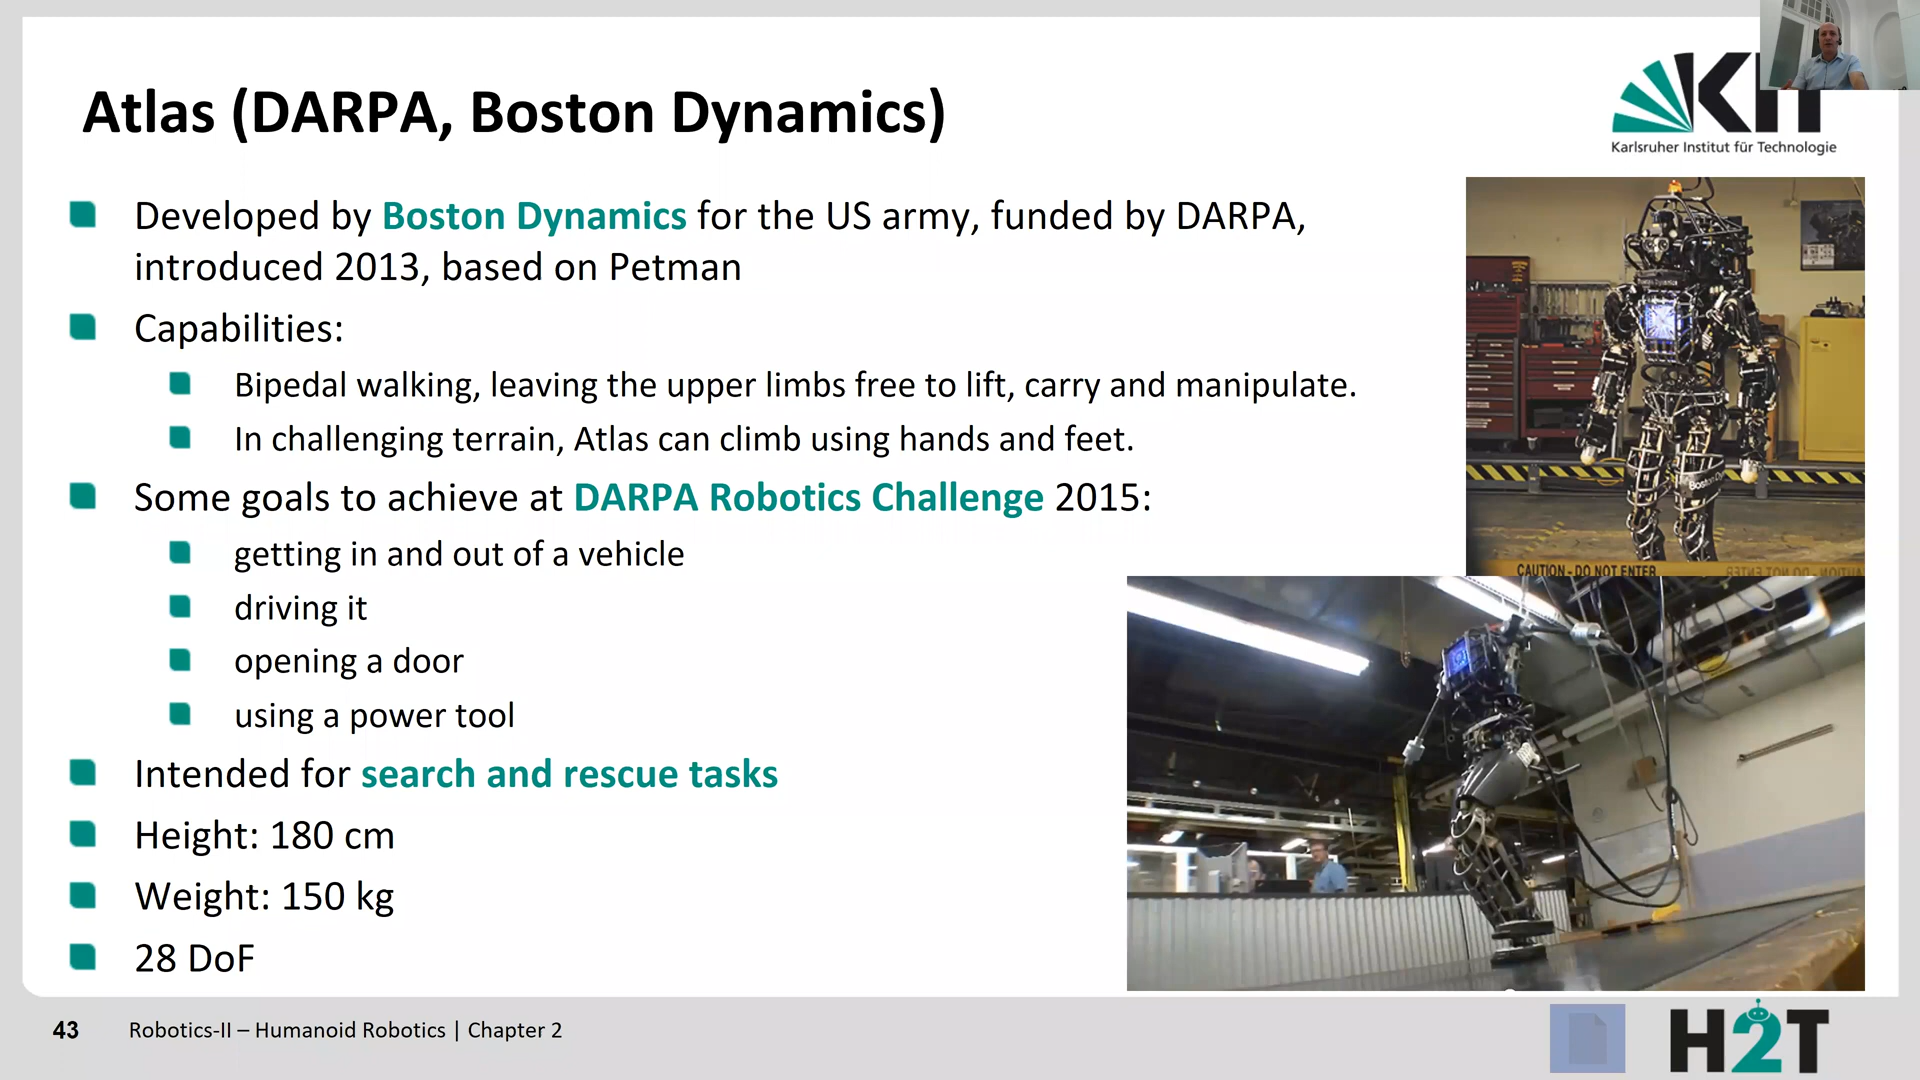 Atlas (DARPA, Boston Dynamics)
KIT
Karlsruher Institut für Technologie
Developed by Boston Dynamics for the US army, funded by DARPA,
introduced 2013, based on Petman
Capabilities:
Bipedal walking, leaving the upper limbs free to lift, carry and manipulate.
In challenging terrain, Atlas can climb using hands and feet.
Some goals to achieve at DARPA Robotics Challenge 2015:
getting in and out of a vehicle
driving it
opening a door
using a power tool
Intended for search and rescue tasks
Height: 180 cm
Weight: 150 kg
28 DoF
CAUTION - DO NOT ENTER
43
Robotics-II – Humanoid Robotics | Chapter 2
H2T